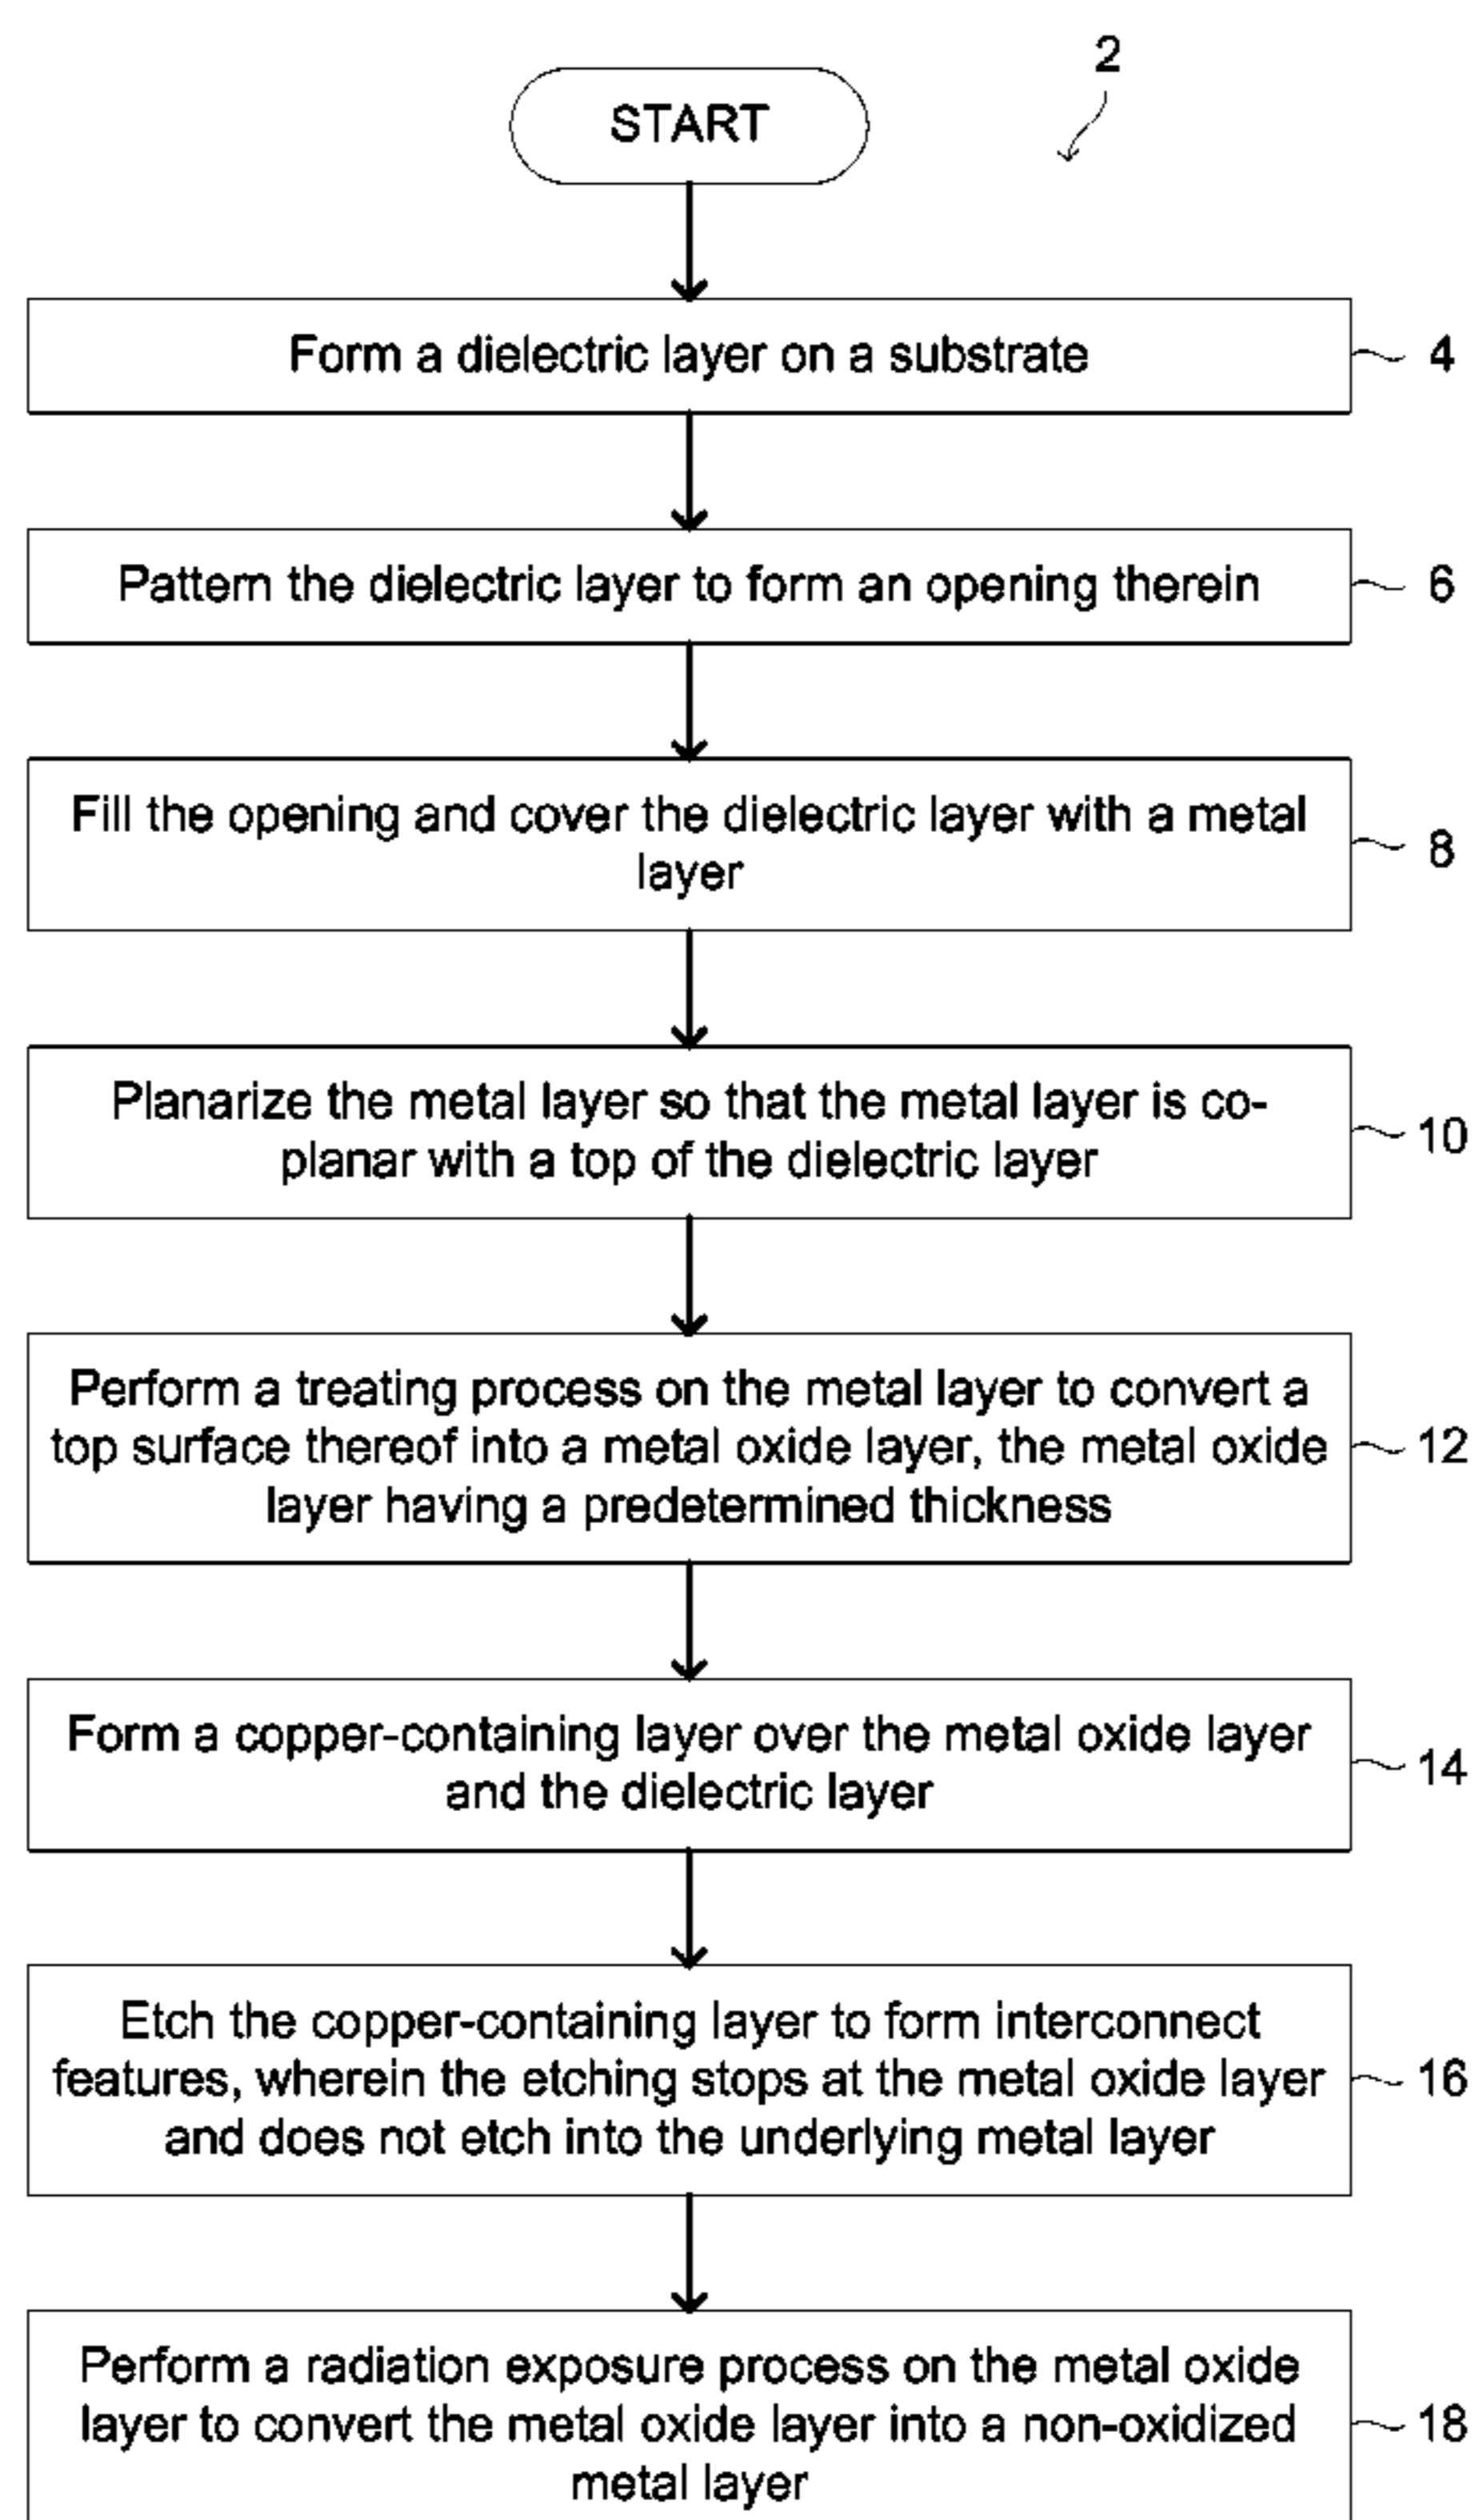 2
START
Form a dielectric layer on a substrate
4
Pattern the dielectric layer to form an opening therein
6
Fill the opening and cover the dielectric layer with a metal
layer
8
Planarize the metal layer so that the metal layer is co-
planar with a top of the dielectric layer
10
Perform a treating process on the metal layer to convert a
top surface thereof into a metal oxide layer, the metal oxide
layer having a predetermined thickness
12
Form a copper-containing layer over the metal oxide layer
and the dielectric layer
14
Etch the copper-containing layer to form interconnect
features, wherein the etching stops at the metal oxide layer
and does not etch into the underlying metal layer
16
Perform a radiation exposure process on the metal oxide
layer to convert the metal oxide layer into a non-oxidized
metal layer
18